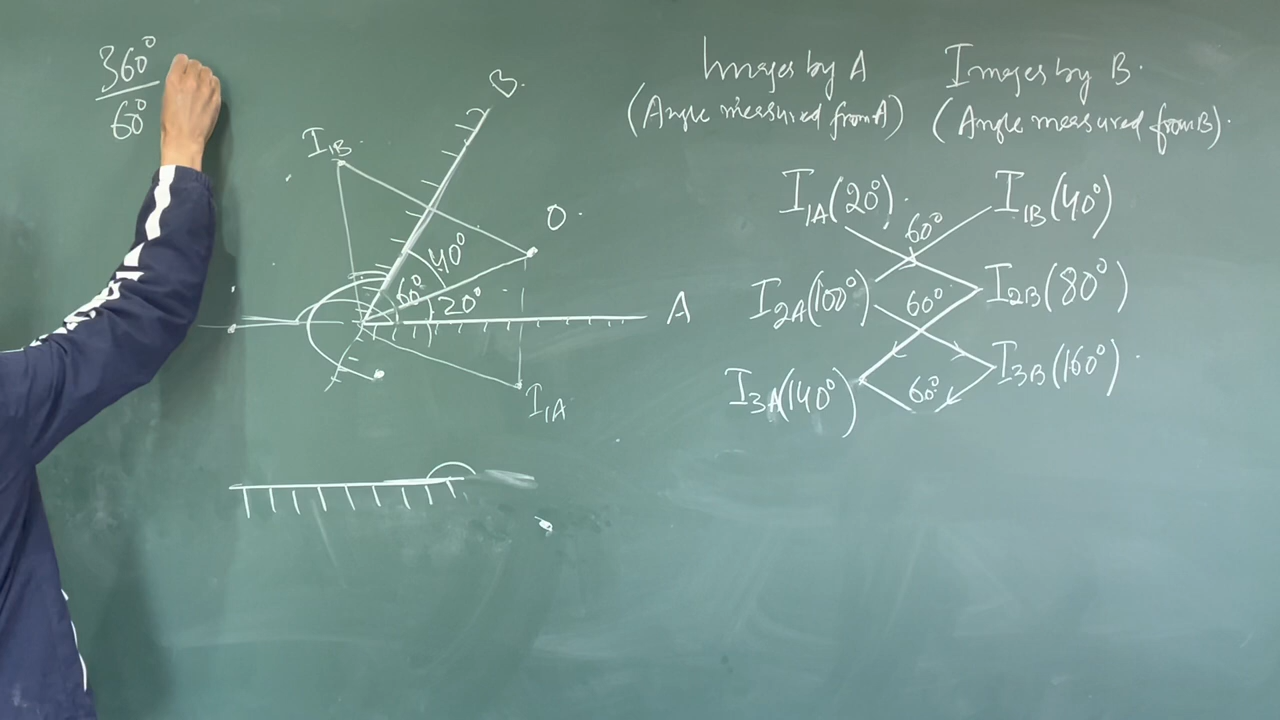 360°
60°
B.
I1B
O.
40°
60°
20°
A
I1A
Images by A
(Angle measured from A)
Images by B.
(Angle measured from B).
I1A(20°).
60°
I1B(40°)
I2A(100°)
60°
I2B(80°)
I3A(140°)
60°
I3B(160°).